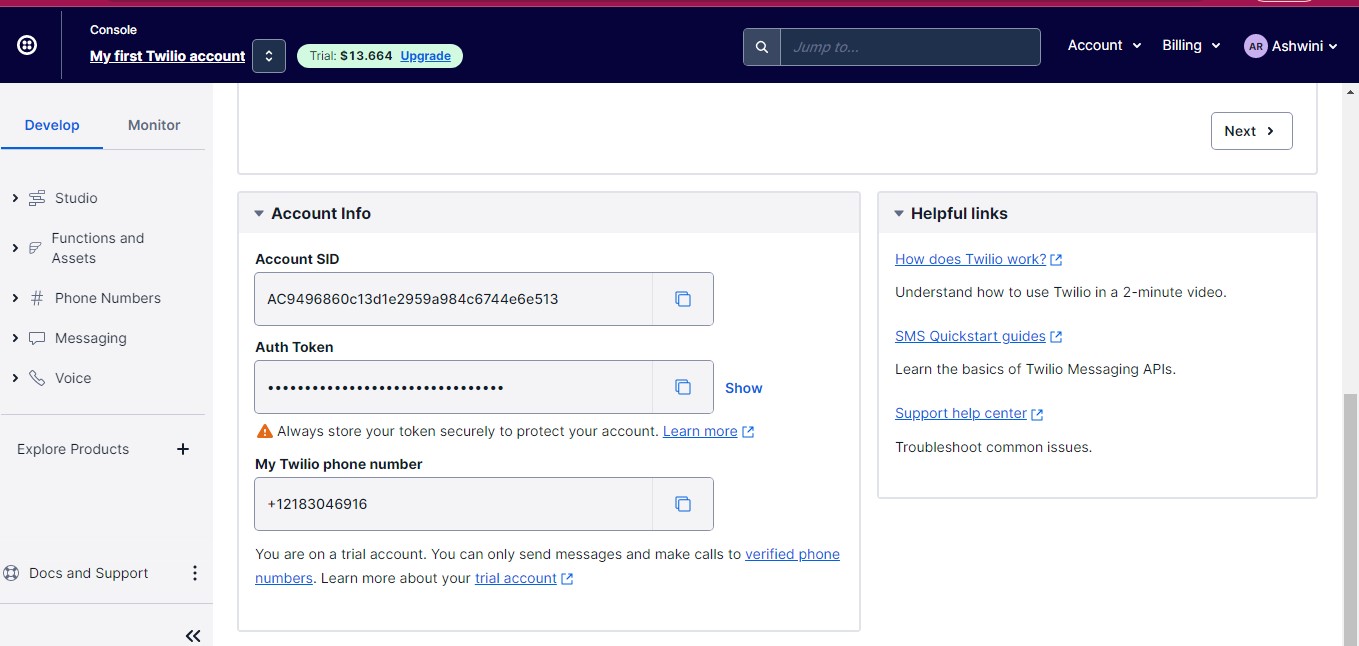 Console
My first Twilio account
Trial: $13.664 Upgrade
Jump to...
Account
Billing
AR
Ashwini
Develop
Monitor
Studio
Functions and
Assets
Phone Numbers
Messaging
Voice
Explore Products
Docs and Support
Next
Account Info
Account SID
AC9496860c13d1e2959a984c6744e6e513
Auth Token
••••••••••••••••••••••••••••••••
Show
Always store your token securely to protect your account. Learn more
My Twilio phone number
+12183046916
You are on a trial account. You can only send messages and make calls to verified phone
numbers. Learn more about your trial account
Helpful links
How does Twilio work?
Understand how to use Twilio in a 2-minute video.
SMS Quickstart guides
Learn the basics of Twilio Messaging APIs.
Support help center
Troubleshoot common issues.